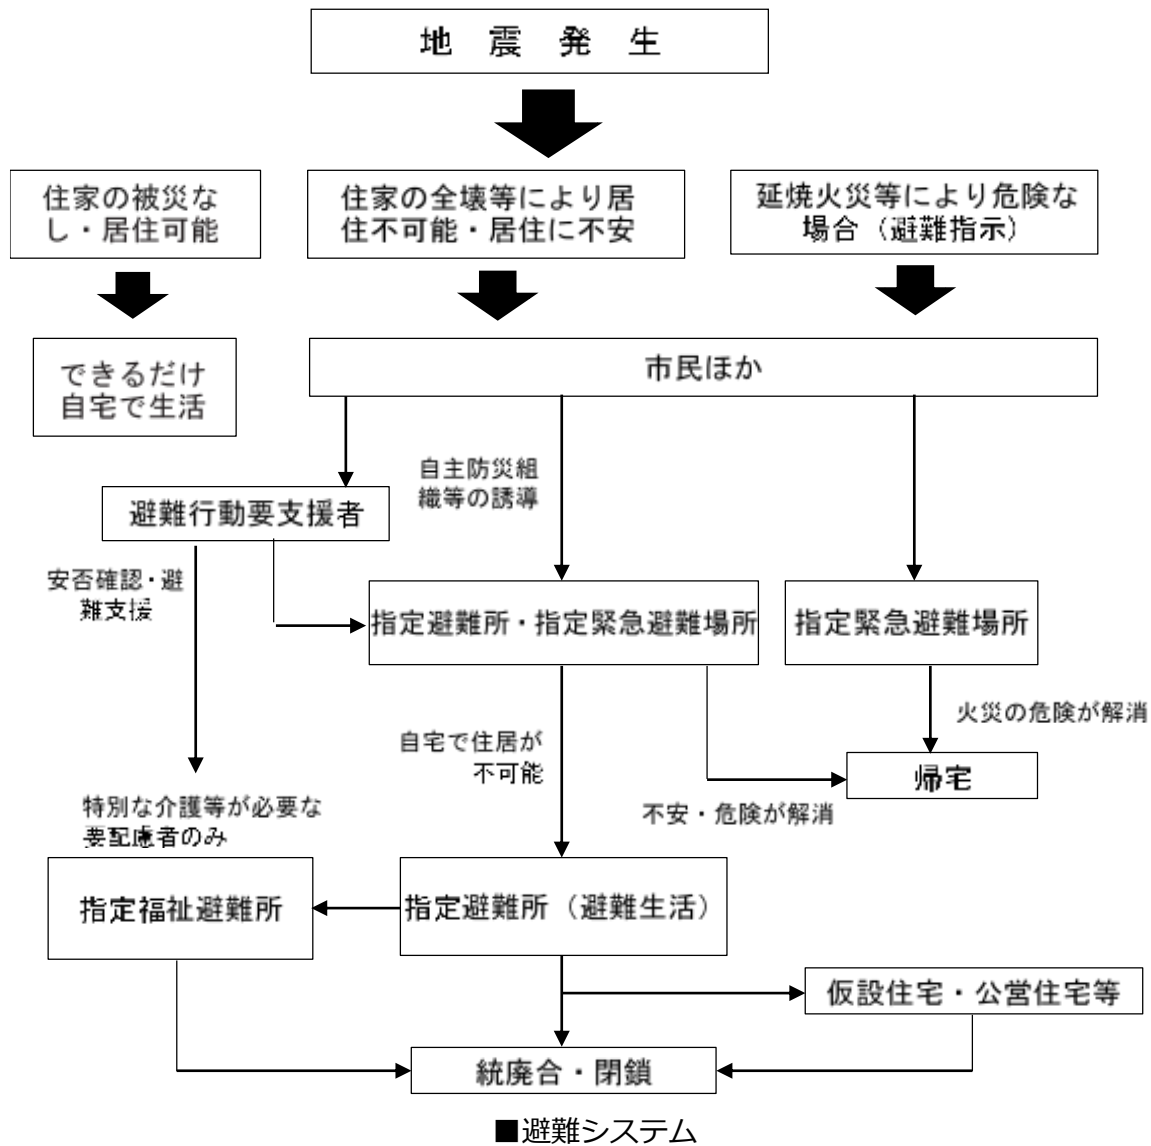 地　震　発　生
住家の被災な
し・居住可能
住家の全壊等により居
住不可能・居住に不安
延焼火災等により危険な
場合（避難指示）
できるだけ
自宅で生活
市民ほか
自主防災組
織等の誘導
避難行動要支援者
安否確認・避
難支援
指定避難所・指定緊急避難場所
指定緊急避難場所
火災の危険が解消
自宅で住居が
不可能
帰宅
不安・危険が解消
特別な介護等が必要な
要配慮者のみ
指定福祉避難所
指定避難所（避難生活）
仮設住宅・公営住宅等
統廃合・閉鎖
■避難システム